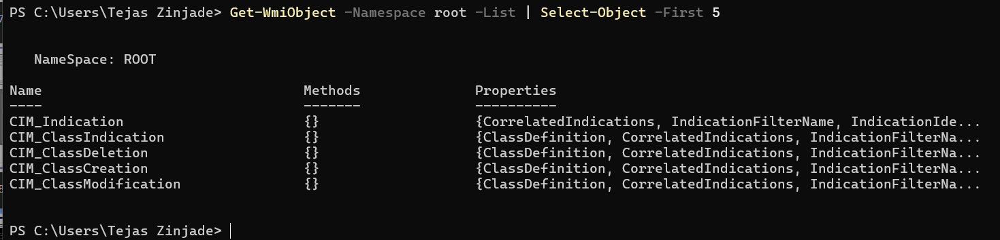 PS C:\Users\Tejas Zinjade> Get-WmiObject -Namespace root -List | Select-Object -First 5
NameSpace: ROOT
Name Methods Properties
---- ------- ----------
CIM_Indication {} {CorrelatedIndications, IndicationFilterName, IndicationIde...
CIM_ClassIndication {} {ClassDefinition, CorrelatedIndications, IndicationFilterNa...
CIM_ClassDeletion {} {ClassDefinition, CorrelatedIndications, IndicationFilterNa...
CIM_ClassCreation {} {ClassDefinition, CorrelatedIndications, IndicationFilterNa...
CIM_ClassModification {} {ClassDefinition, CorrelatedIndications, IndicationFilterNa...
PS C:\Users\Tejas Zinjade>